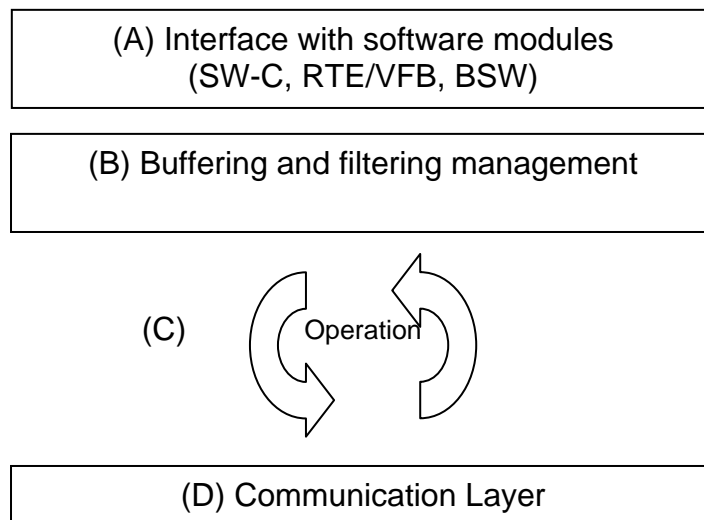 (A) Interface with software modules
(SW-C, RTE/VFB, BSW)
(B) Buffering and filtering management
(C)
Operation
(D) Communication Layer